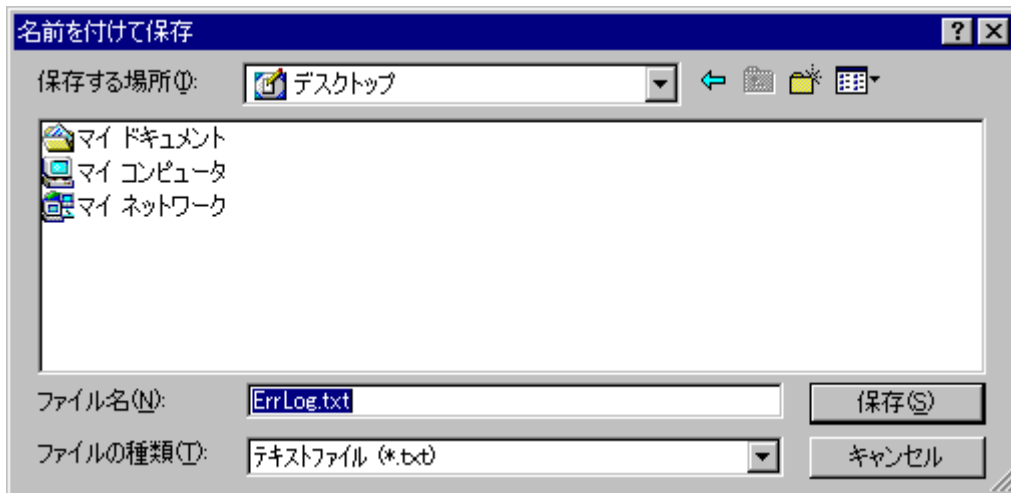 名前を付けて保存
保存する場所(I): デスクトップ
マイ ドキュメント
マイ コンピュータ
マイ ネットワーク
ファイル名(N): ErrLog.txt 保存(S)
ファイルの種類(T): テキストファイル (*.txt) キャンセル